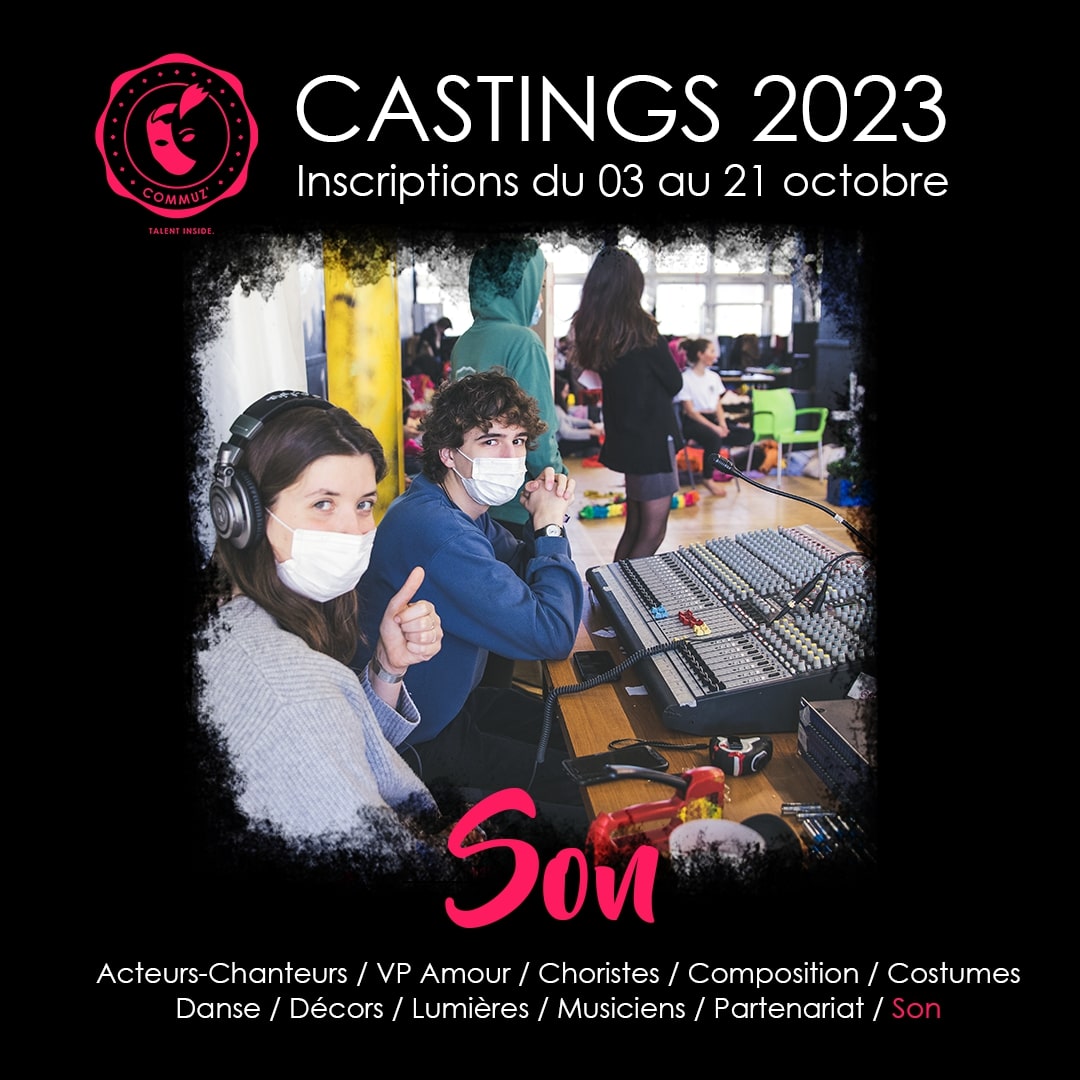 CASTINGS 2023
Inscriptions du 03 au 21 octobre
COMMUZ'
TALENT INSIDE.
Son
Acteurs-Chanteurs / VP Amour / Choristes / Composition / Costumes
Danse / Décors / Lumières / Musiciens / Partenariat / Son